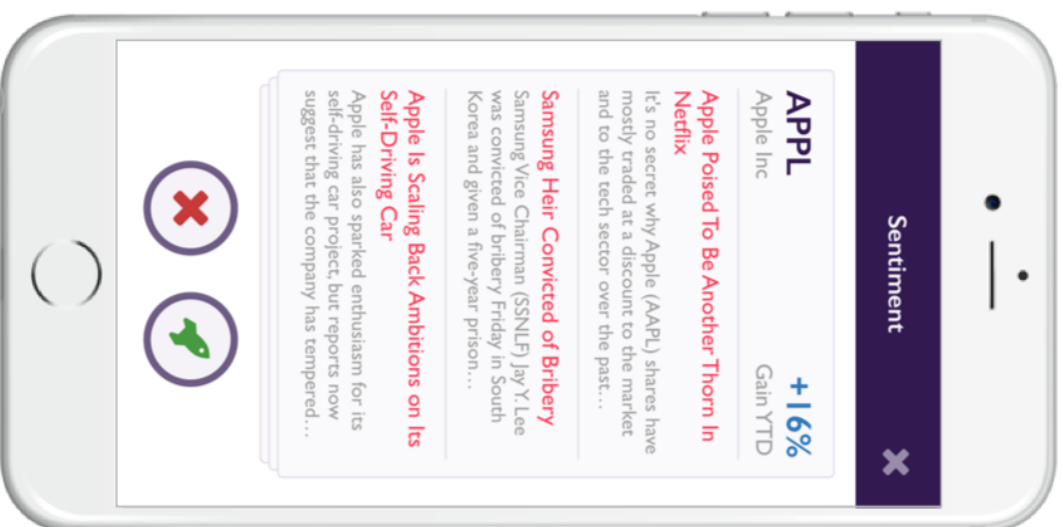 Sentiment
APPL
+16%
Apple Inc
Gain YTD
Apple Poised To Be Another Thorn In
Netflix
It's no secret why Apple (AAPL) shares have
mostly traded at a discount to the market
and to the tech sector over the past...
Samsung Heir Convicted of Bribery
Samsung Vice Chairman (SSNLF) Jay Y. Lee
was convicted of bribery Friday in South
Korea and given a five-year prison...
Apple Is Scaling Back Ambitions on Its
Self-Driving Car
Apple has also sparked enthusiasm for its
self-driving car project, but reports now
suggest that the company has tempered...